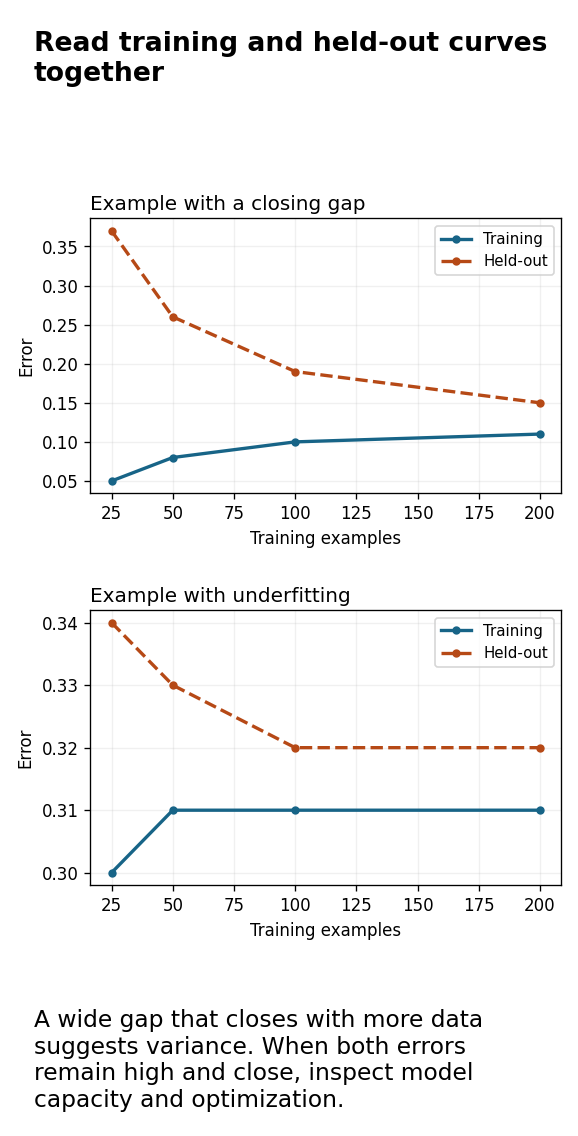 Read training and held-out curves
together
Example with a closing gap
Training
Held-out
0.35
0.30
0.25
0.20
0.15
0.10
0.05
Error
25 50 75 100 125 150 175 200
Training examples
Example with underfitting
Training
Held-out
0.34
0.33
0.32
0.31
0.30
Error
25 50 75 100 125 150 175 200
Training examples
A wide gap that closes with more data
suggests variance. When both errors
remain high and close, inspect model
capacity and optimization.